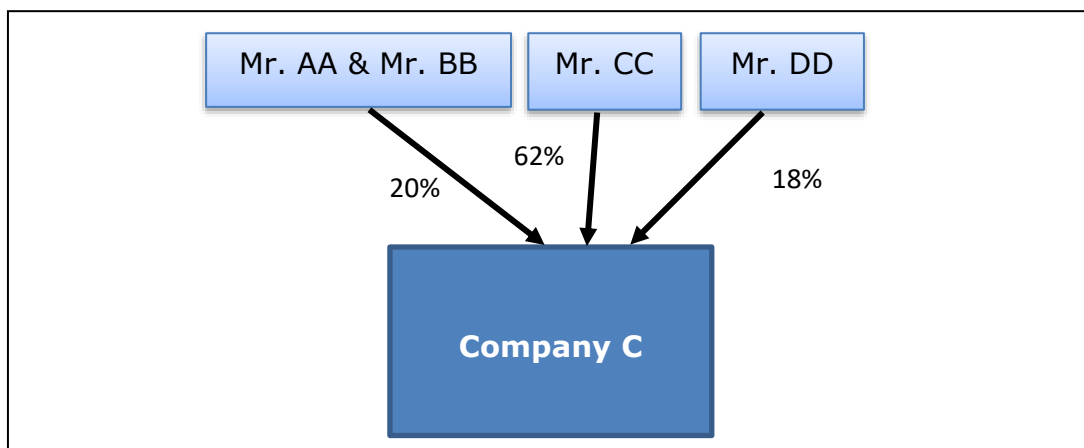 Mr. AA & Mr. BB
Mr. CC
Mr. DD
20%
62%
18%
Company C